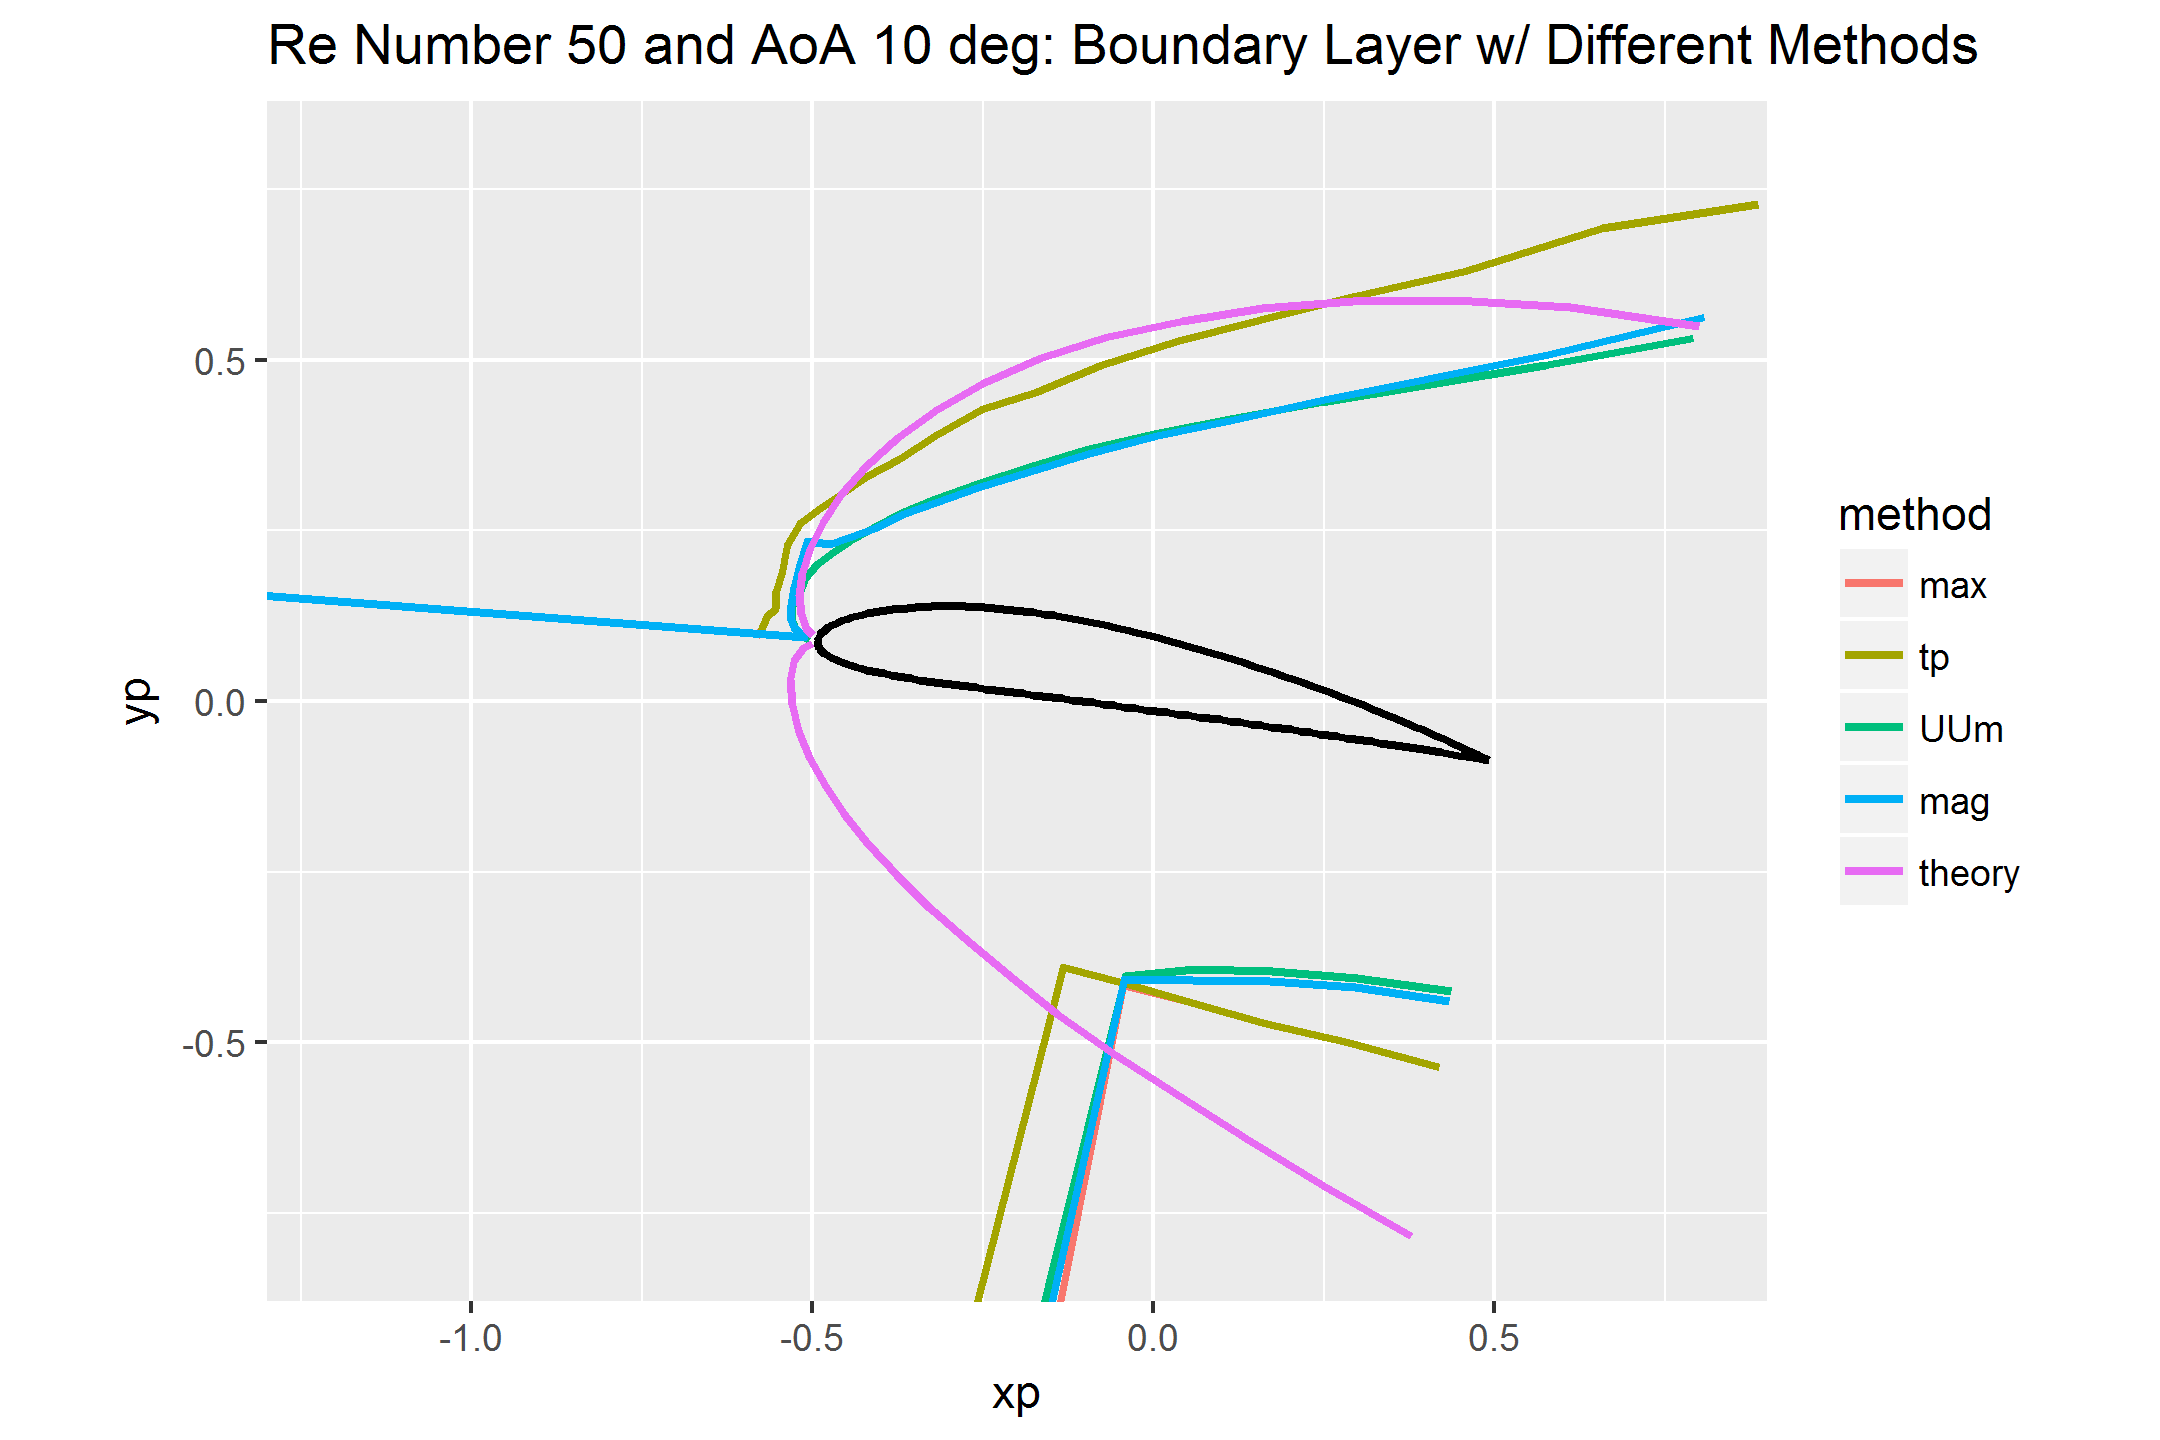 Re Number 50 and AoA 10 deg: Boundary Layer w/ Different Methods
yp
0.5
0.0
-0.5
-1.0 -0.5 0.0 0.5
xp
method
max
tp
UUm
mag
theory